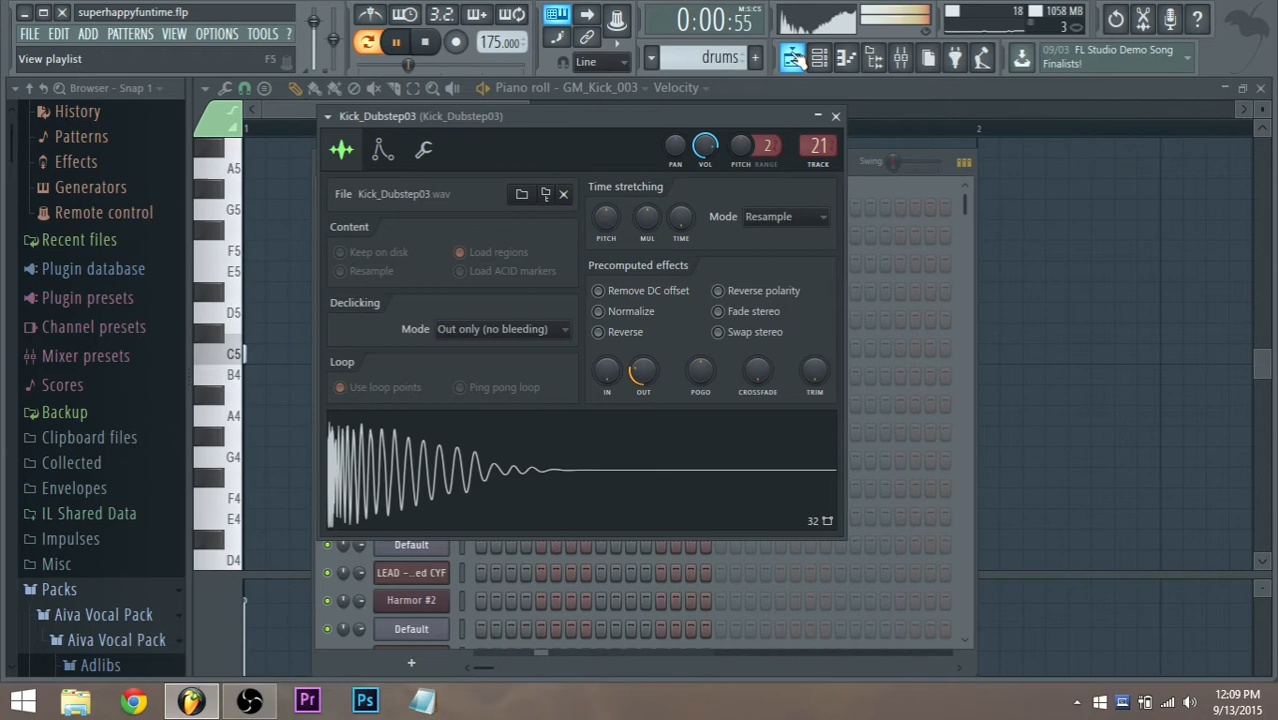 superhappyfuntime.flp
FILE EDIT ADD PATTERNS VIEW OPTIONS TOOLS ?
View playlist F5
3.2
175.000
0:00:55
M:S:CS
Line
drums
18
1058 MB
3
09/03 FL Studio Demo Song
Finalists!
Browser - Snap 1
Piano roll - GM_Kick_003 Velocity
History
Patterns
Effects
Generators
Remote control
Recent files
Plugin database
Plugin presets
Channel presets
Mixer presets
Scores
Backup
Clipboard files
Collected
Envelopes
IL Shared Data
Impulses
Misc
Packs
Aiva Vocal Pack
Aiva Vocal Pack
Adlibs
A5
G5
F5
E5
D5
C5
B4
A4
G4
F4
E4
D4
1
2
Kick_Dubstep03 (Kick_Dubstep03)
PAN
VOL
PITCH RANGE
2
21
TRACK
File Kick_Dubstep03.wav
Content
Keep on disk
Load regions
Resample
Load ACID markers
Declicking
Mode Out only (no bleeding)
Loop
Use loop points
Ping pong loop
Time stretching
PITCH
MUL
TIME
Mode Resample
Precomputed effects
Remove DC offset
Reverse polarity
Normalize
Fade stereo
Reverse
Swap stereo
IN
OUT
POGO
CROSSFADE
TRIM
32
Swing
Default
LEAD - ..ed CYF
Harmor #2
Default
+
Pr
Ps
12:09 PM
9/13/2015